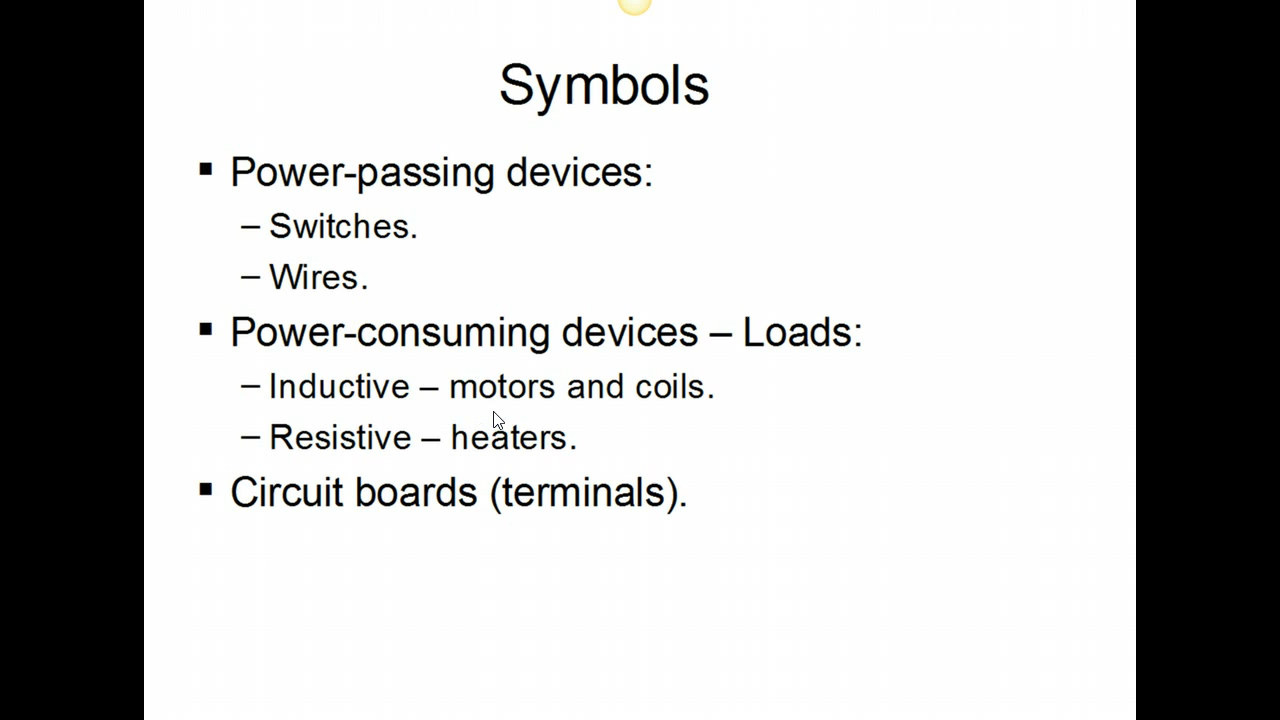 Symbols
▪ Power-passing devices:
– Switches.
– Wires.
▪ Power-consuming devices – Loads:
– Inductive – motors and coils.
– Resistive – heaters.
▪ Circuit boards (terminals).